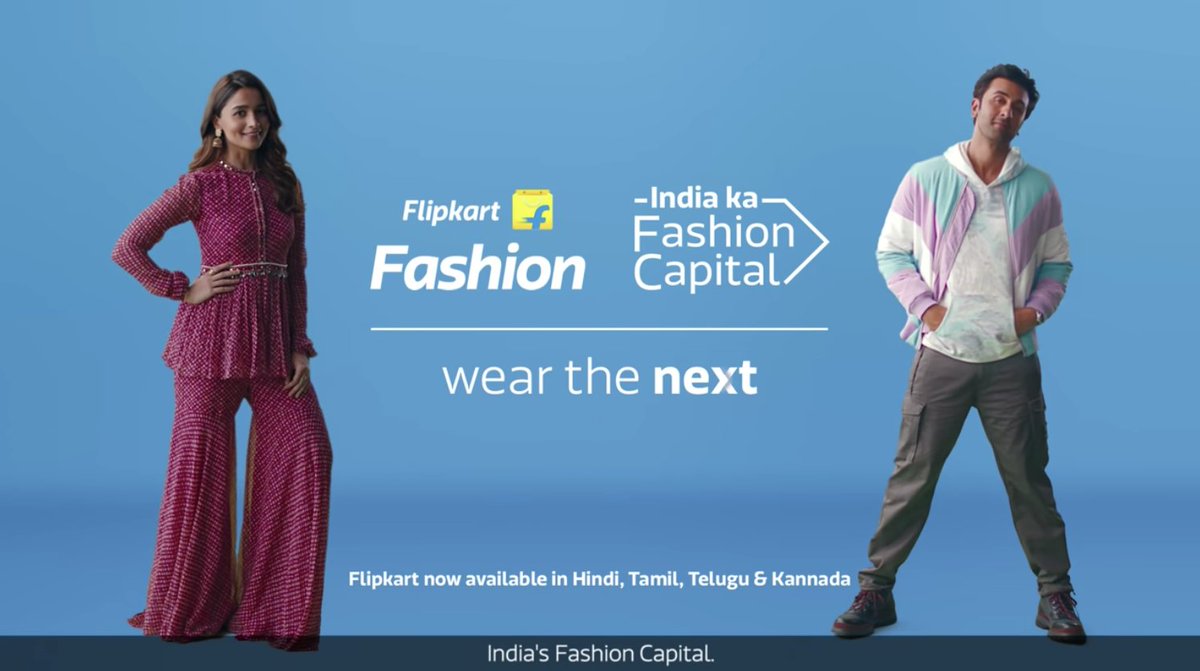 Flipkart
Fashion
India ka
Fashion
Capital
wear the next
Flipkart now available in Hindi, Tamil, Telugu & Kannada
India's Fashion Capital.